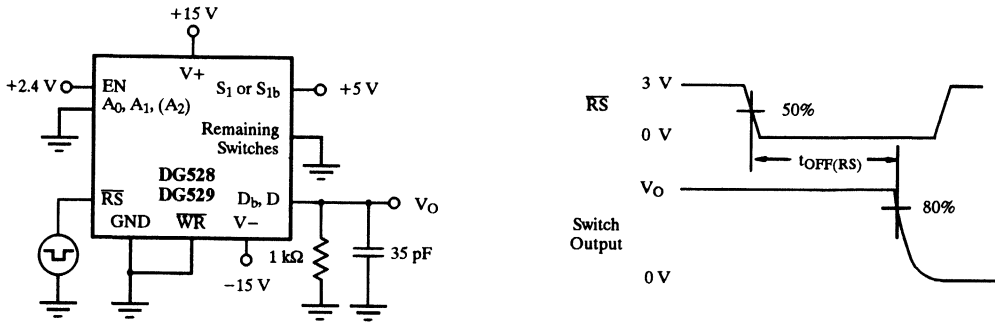 +15 V
V+
+2.4 V
EN
S1 or S1b
+5 V
A0, A1, (A2)
Remaining
Switches
DG528
DG529
RS
Db, D
VO
GND
WR
V−
1 kΩ
35 pF
−15 V
3 V
RS
50%
0 V
tOFF(RS)
VO
80%
Switch
Output
0 V